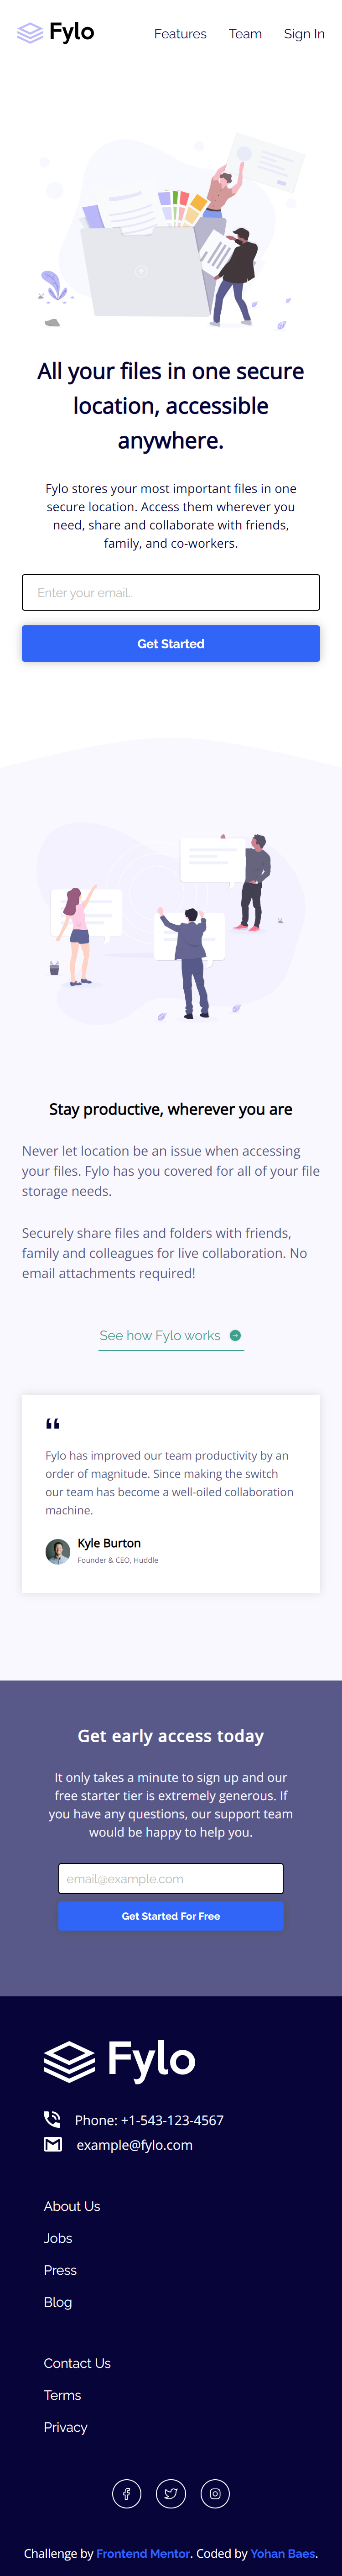 Fylo
Features Team Sign In
All your files in one secure
location, accessible
anywhere.
Fylo stores your most important files in one
secure location. Access them wherever you
need, share and collaborate with friends,
family, and co-workers.
Enter your email..
Get Started
Stay productive, wherever you are
Never let location be an issue when accessing
your files. Fylo has you covered for all of your file
storage needs.
Securely share files and folders with friends,
family and colleagues for live collaboration. No
email attachments required!
See how Fylo works
“
Fylo has improved our team productivity by an
order of magnitude. Since making the switch
our team has become a well-oiled collaboration
machine.
Kyle Burton
Founder & CEO, Huddle
Get early access today
It only takes a minute to sign up and our
free starter tier is extremely generous. If
you have any questions, our support team
would be happy to help you.
email@example.com
Get Started For Free
Fylo
Phone: +1-543-123-4567
example@fylo.com
About Us
Jobs
Press
Blog
Contact Us
Terms
Privacy
Challenge by Frontend Mentor. Coded by Yohan Baes.